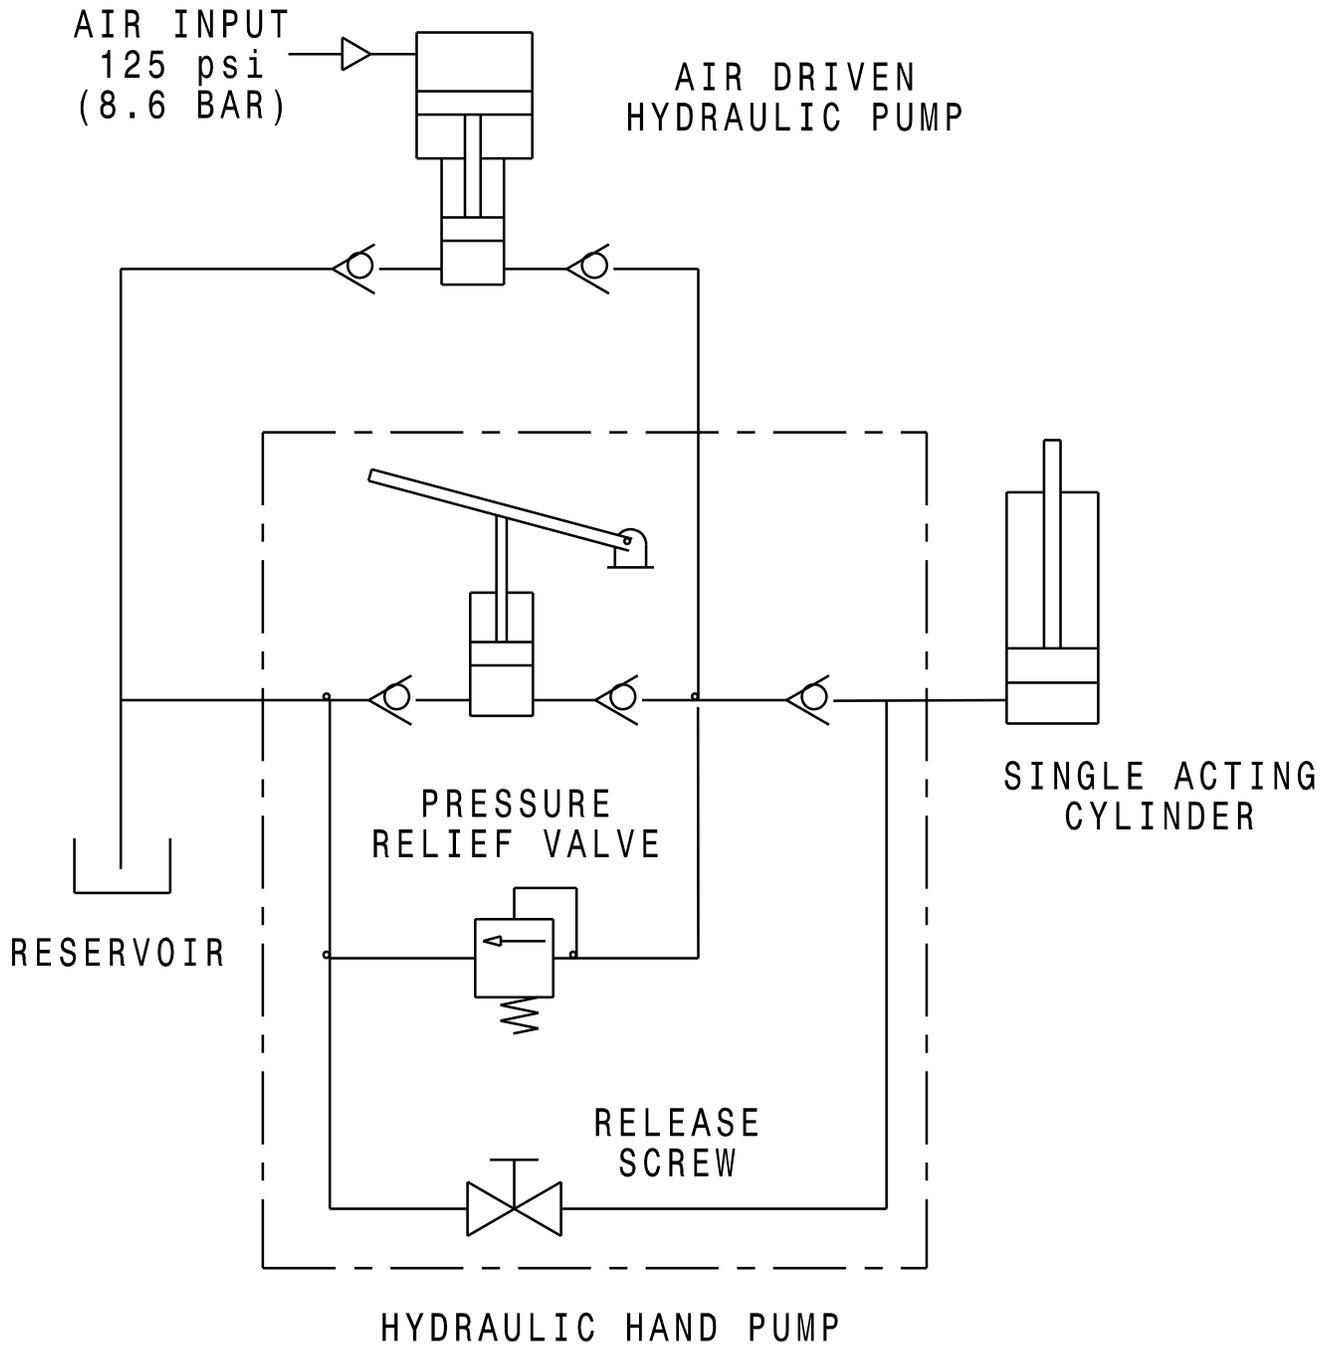 AIR INPUT
125 psi
(8.6 BAR)
AIR DRIVEN
HYDRAULIC PUMP
SINGLE ACTING
CYLINDER
PRESSURE
RELIEF VALVE
RESERVOIR
RELEASE
SCREW
HYDRAULIC HAND PUMP